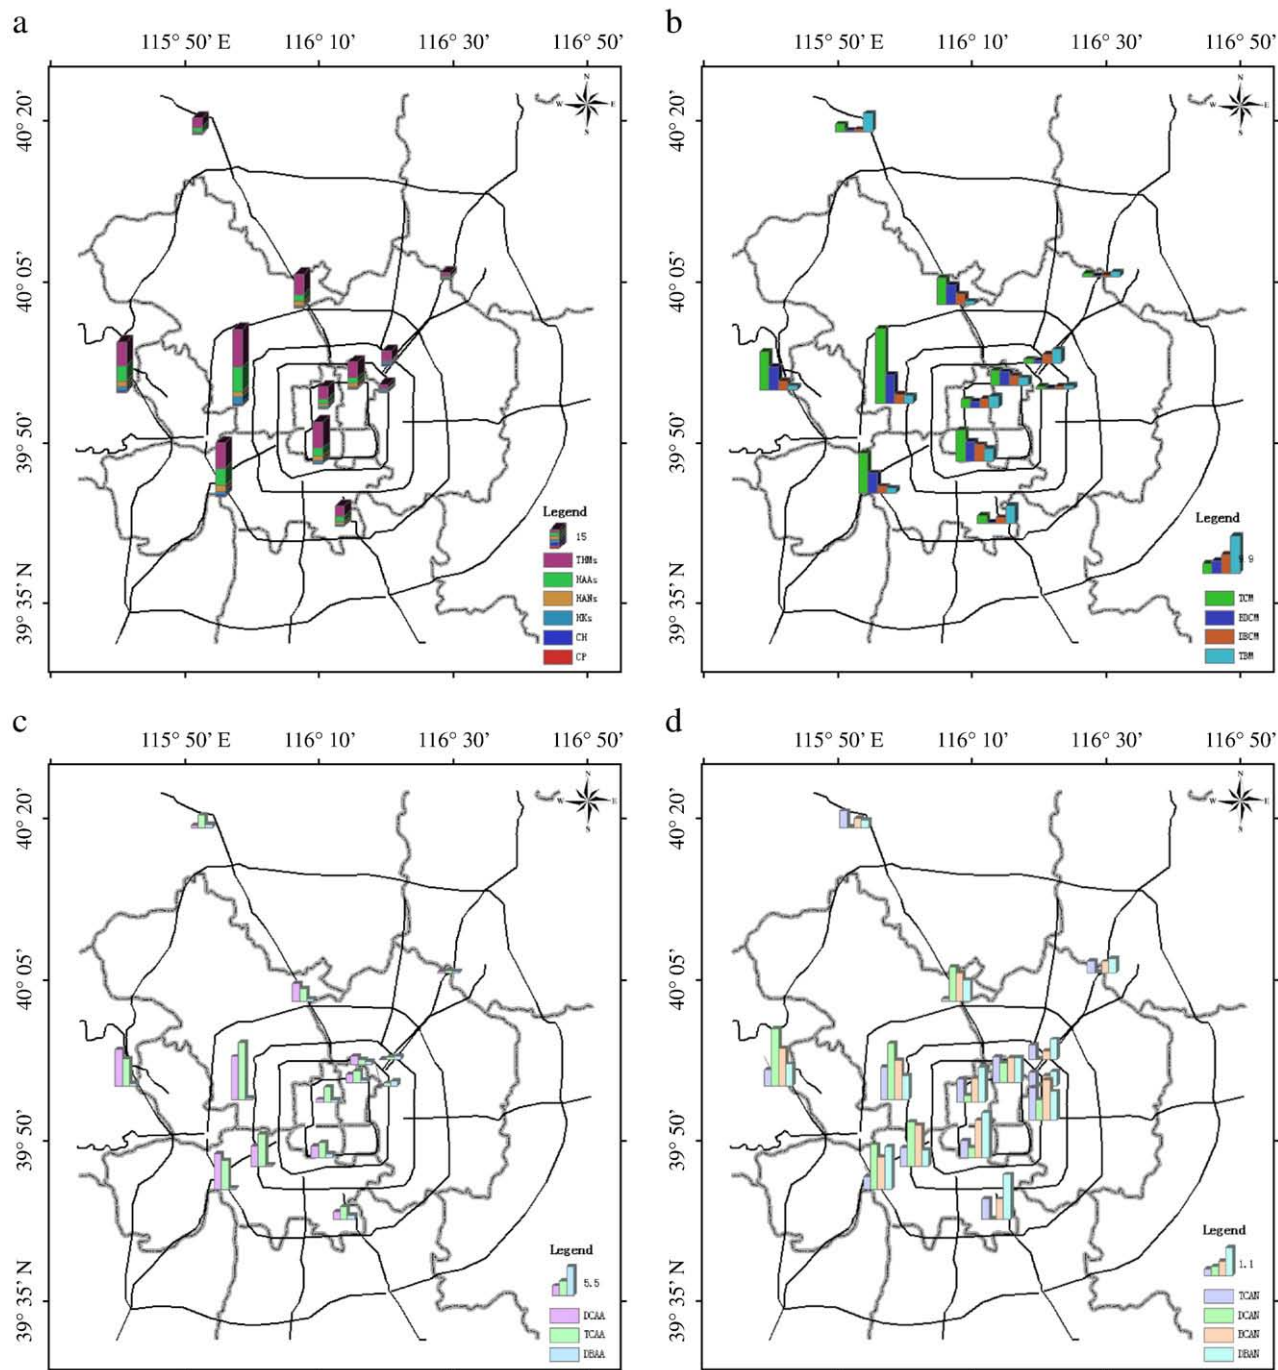 a
115° 50' E 116° 10' 116° 30' 116° 50'
40° 20'
40° 05'
39° 50'
39° 35' N
N
W E
S
Legend
15
THMs
HAAs
HANs
HKs
CH
CP
b
115° 50' E 116° 10' 116° 30' 116° 50'
40° 20'
40° 05'
39° 50'
39° 35' N
N
W E
S
Legend
9
TCM
BDCM
DBCM
TBM
c
115° 50' E 116° 10' 116° 30' 116° 50'
40° 20'
40° 05'
39° 50'
39° 35' N
N
W E
S
Legend
5.5
DCAA
TCAA
DBAA
d
115° 50' E 116° 10' 116° 30' 116° 50'
40° 20'
40° 05'
39° 50'
39° 35' N
N
W E
S
Legend
1.1
TCAN
DCAN
BCAN
DBAN